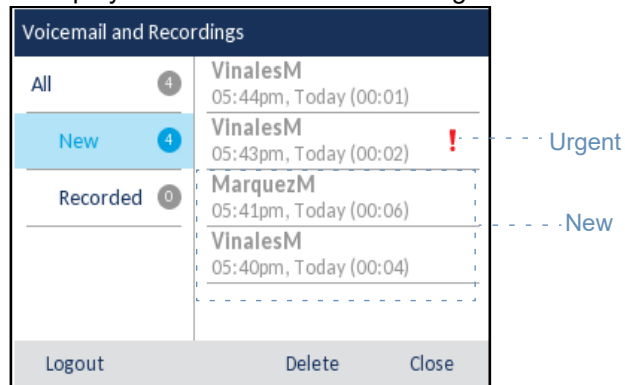 Voicemail and Recordings
All 4
New 4
Recorded 0
VinalesM
05:44pm, Today (00:01)
VinalesM
05:43pm, Today (00:02) !
Urgent
MarquezM
05:41pm, Today (00:06)
New
VinalesM
05:40pm, Today (00:04)
Logout Delete Close